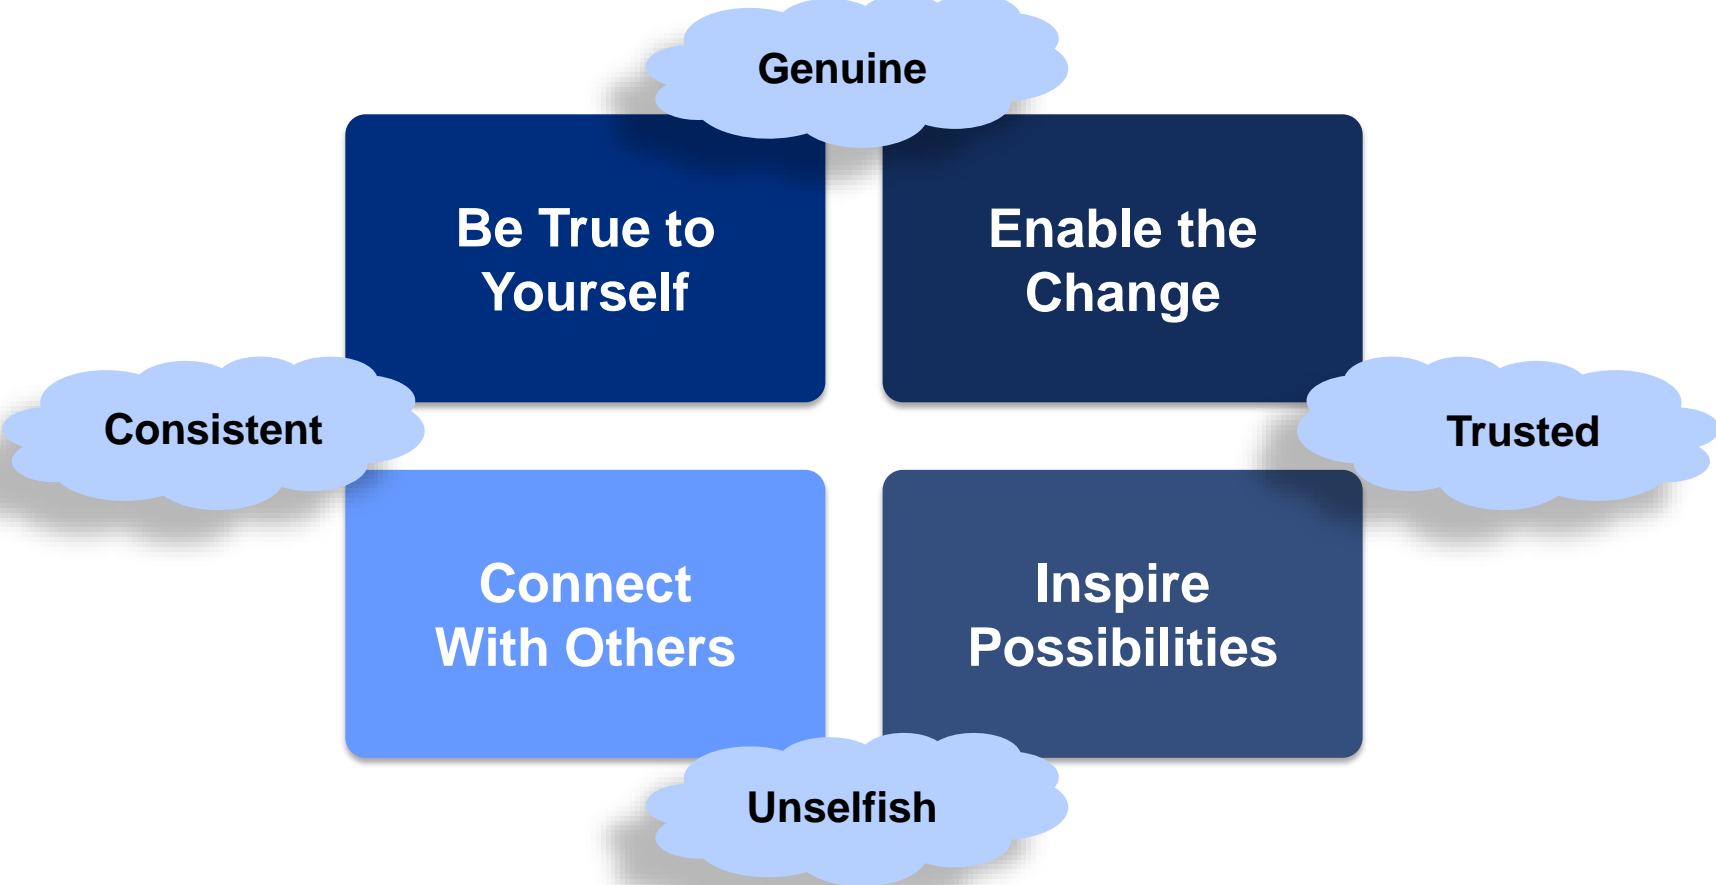 Genuine
Be True to
Yourself
Enable the
Change
Consistent
Trusted
Connect
With Others
Inspire
Possibilities
Unselfish